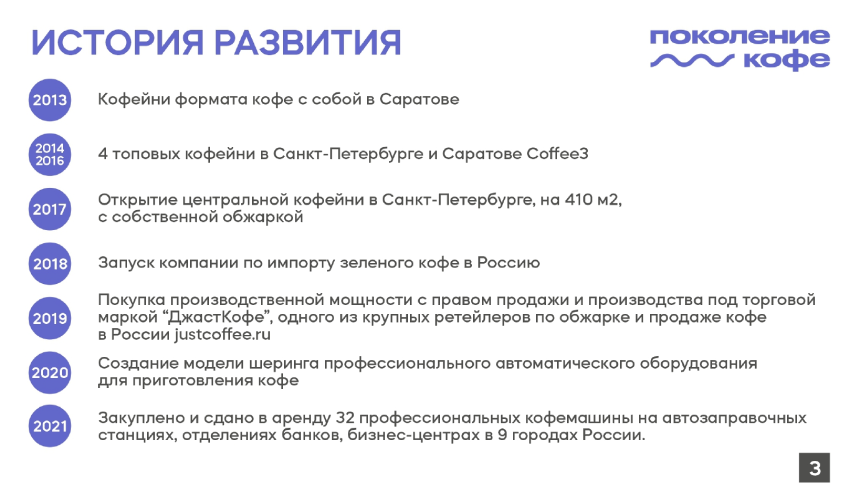 ИСТОРИЯ РАЗВИТИЯ
поколение
кофе
2013
Кофейни формата кофе с собой в Саратове
2014
2016
4 топовых кофейни в Санкт-Петербурге и Саратове Coffee3
2017
Открытие центральной кофейни в Санкт-Петербурге, на 410 м2,
с собственной обжаркой
2018
Запуск компании по импорту зеленого кофе в Россию
2019
Покупка производственной мощности с правом продажи и производства под торговой
маркой “ДжастКофе”, одного из крупных ретейлеров по обжарке и продаже кофе
в России justcoffee.ru
2020
Создание модели шеринга профессионального автоматического оборудования
для приготовления кофе
2021
Закуплено и сдано в аренду 32 профессиональных кофемашины на автозаправочных
станциях, отделениях банков, бизнес-центрах в 9 городах России.
3